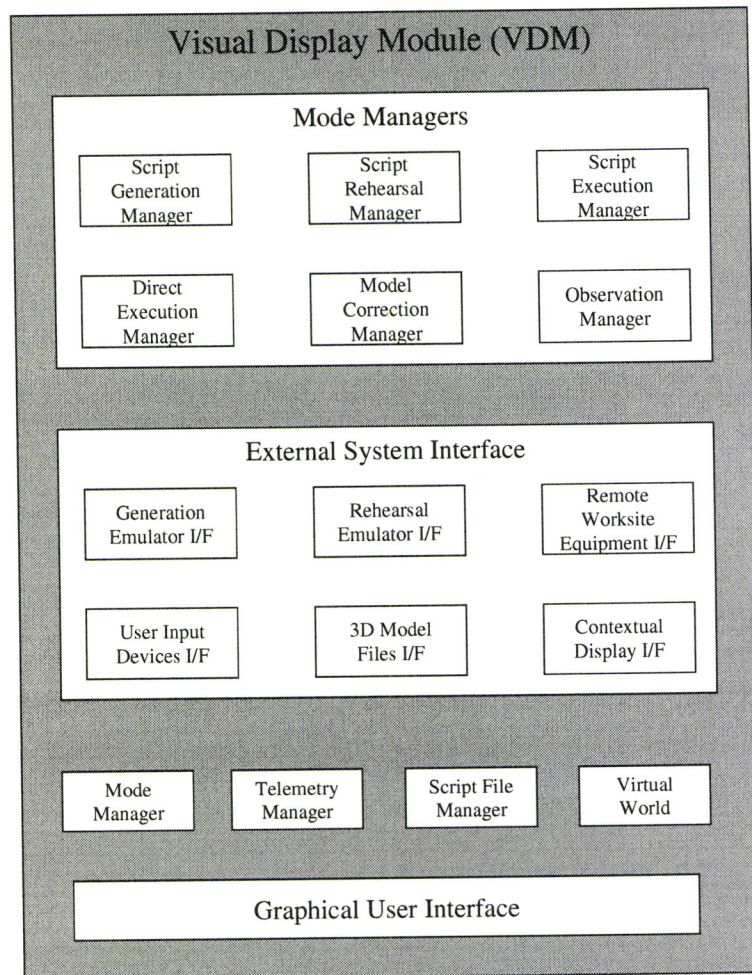 Visual Display Module (VDM)
Mode Managers
Script
Generation
Manager
Script
Rehearsal
Manager
Script
Execution
Manager
Direct
Execution
Manager
Model
Correction
Manager
Observation
Manager
External System Interface
Generation
Emulator I/F
Rehearsal
Emulator I/F
Remote
Worksite
Equipment I/F
User Input
Devices I/F
3D Model
Files I/F
Contextual
Display I/F
Mode
Manager
Telemetry
Manager
Script File
Manager
Virtual
World
Graphical User Interface